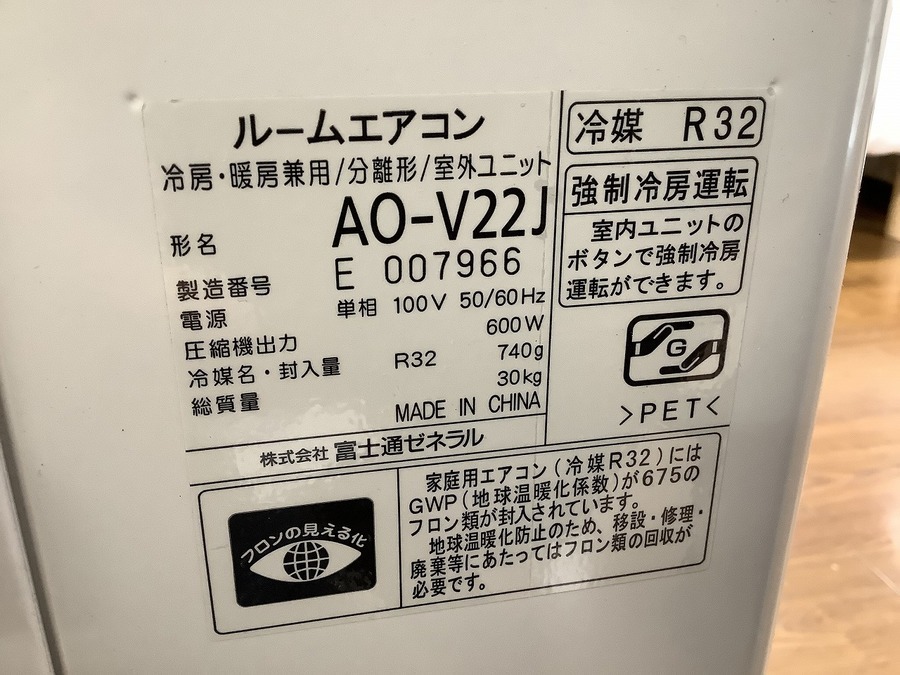 ルームエアコン
冷房・暖房兼用/分離形/室外ユニット
形名 AO-V22J
製造番号 E 007966
電源 単相 100V 50/60Hz
圧縮機出力 600W
冷媒名・封入量 R32 740g
総質量 30kg
MADE IN CHINA
株式会社 富士通ゼネラル
冷媒 R32
強制冷房運転
室内ユニットの
ボタンで強制冷房
運転ができます。
G
>PET<
フロンの見える化
家庭用エアコン(冷媒R32)には
GWP(地球温暖化係数)が675の
フロン類が封入されています。
地球温暖化防止のため、移設・修理・
廃棄等にあたってはフロン類の回収が
必要です。